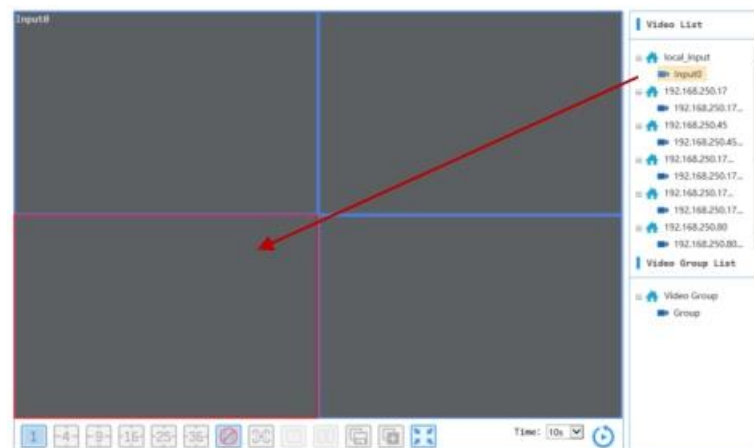 Input0
Video List
local_input
Input0
192.168.250.17
192.168.250.17...
192.168.250.45
192.168.250.45...
192.168.250.17...
192.168.250.17...
192.168.250.17...
192.168.250.17...
192.168.250.80
192.168.250.80...
Video Group List
Video Group
Group
1 4 9 16 25 36 Time: 10s